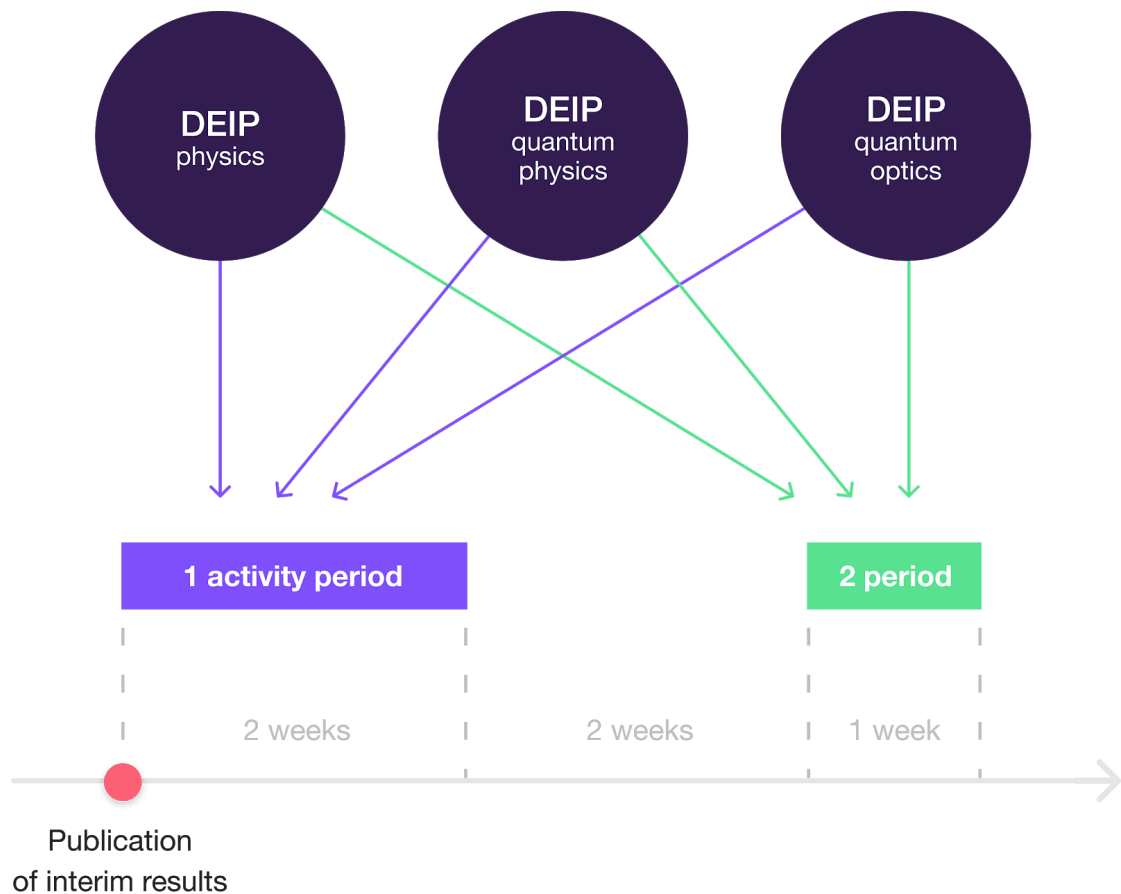 DEIP
physics
DEIP
quantum
physics
DEIP
quantum
optics
1 activity period
2 period
2 weeks
2 weeks
1 week
Publication
of interim results